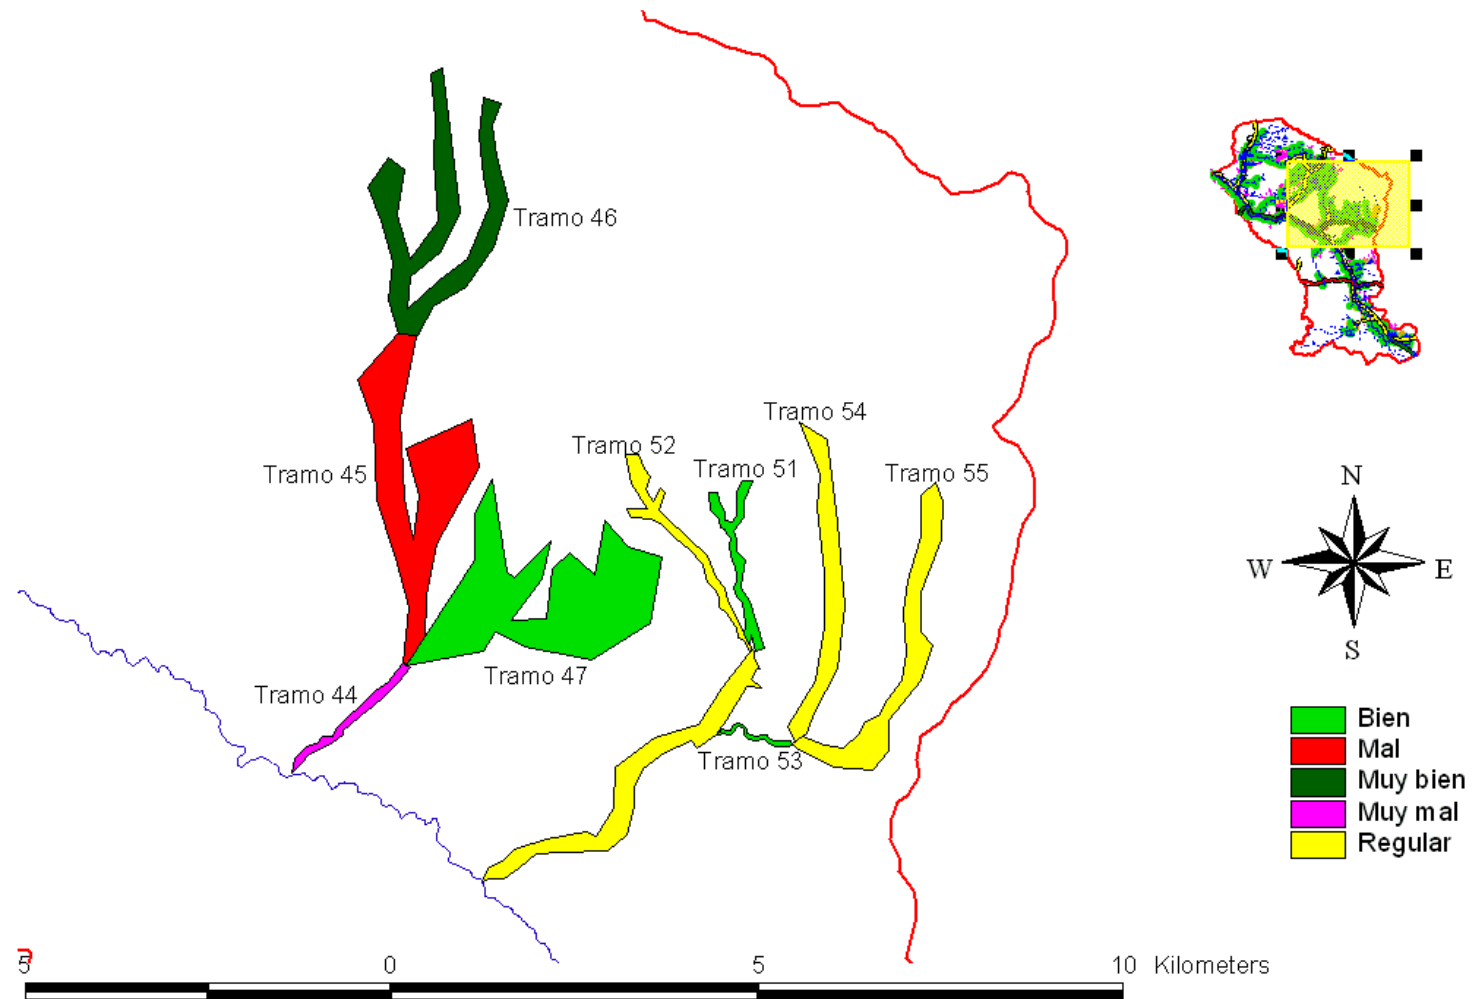 Tramo 46
Tramo 54
Tramo 52
Tramo 51
Tramo 55
Tramo 45
N
W
E
S
Tramo 47
Tramo 44
Tramo 53
Bien
Mal
Muy bien
Muy mal
Regular
5 0 5 10 Kilometers